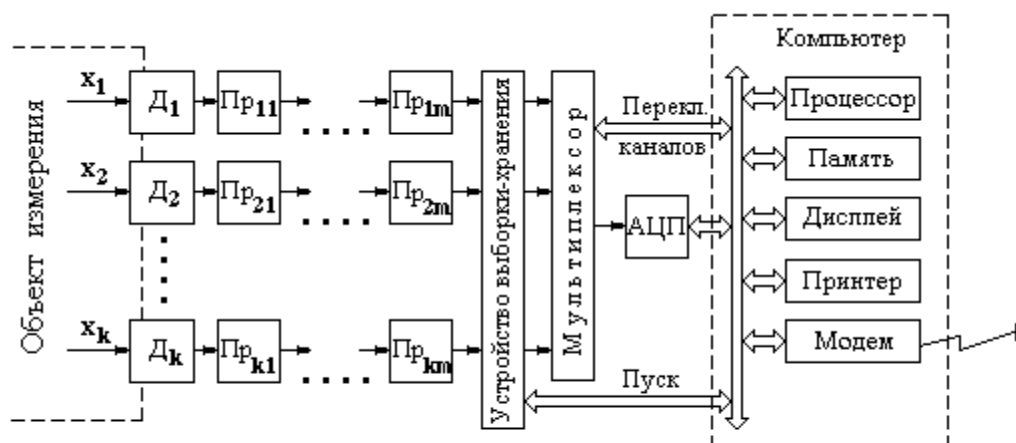 Компьютер
Объект измерения
x1
Д1
Пр11
Пр1m
x2
Д2
Пр21
Пр2m
xk
Дk
Прk1
Прkm
Устройство выборки-хранения
Мультиплексор
Перекл.
каналов
АЦП
Пуск
Процессор
Память
Дисплей
Принтер
Модем